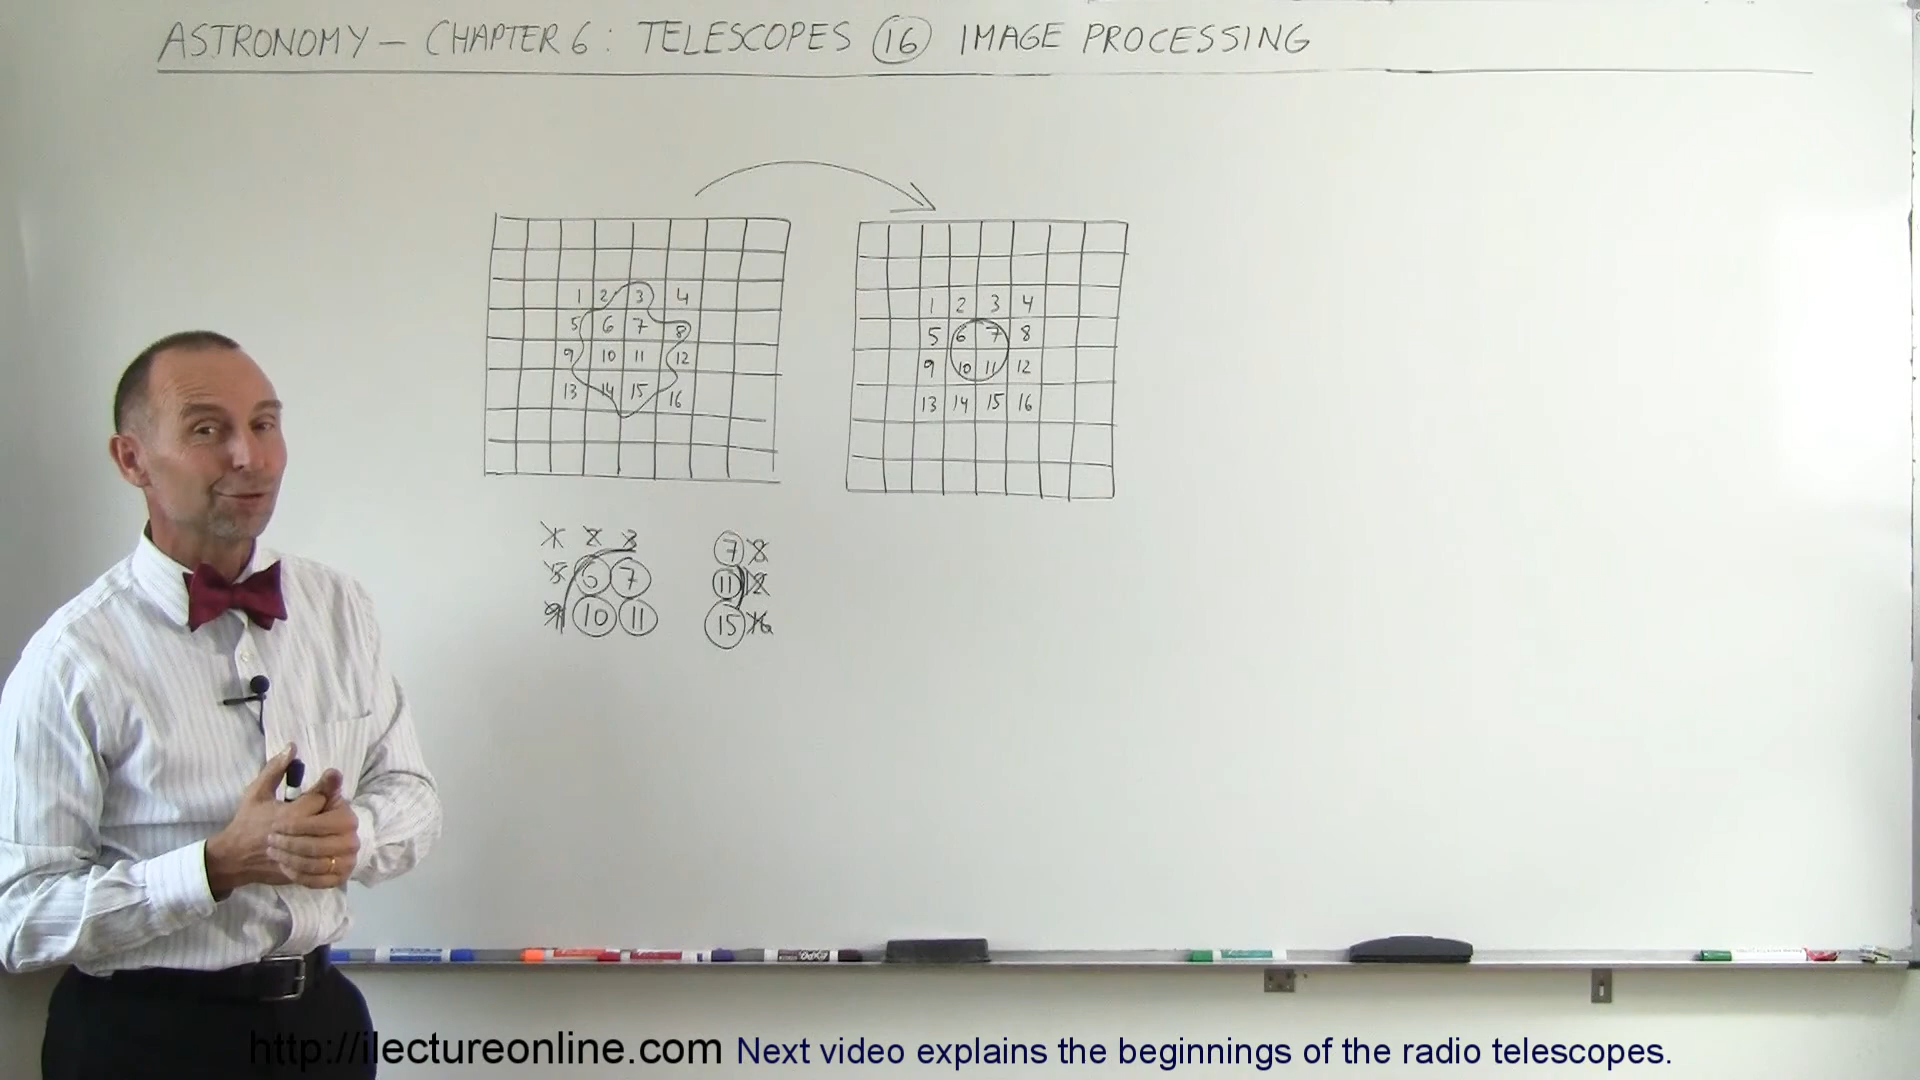 ASTRONOMY – CHAPTER 6: TELESCOPES 16 IMAGE PROCESSING
1 2 3 4
5 6 7 8
9 10 11 12
13 14 15 16
1 2 3 4
5 6 7 8
9 10 11 12
13 14 15 16
1 2 3
5 6 7
9 10 11
7 8
11 12
15 16
EXPO
http://ilectureonline.com Next video explains the beginnings of the radio telescopes.